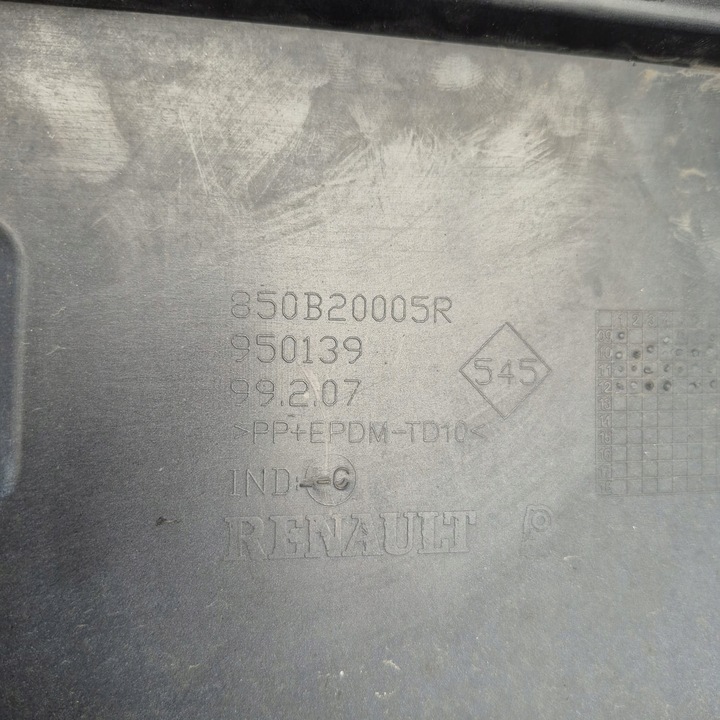 850B20005R
950139
99.2.07
545
>PP+EPDM-TD10<
IND: C
RENAULT